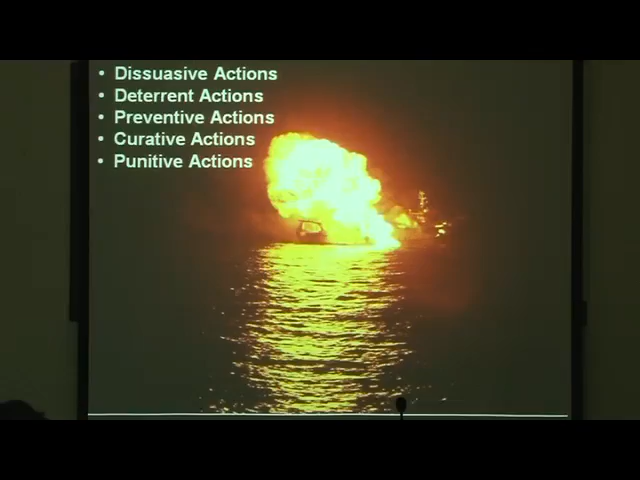 • Dissuasive Actions
• Deterrent Actions
• Preventive Actions
• Curative Actions
• Punitive Actions